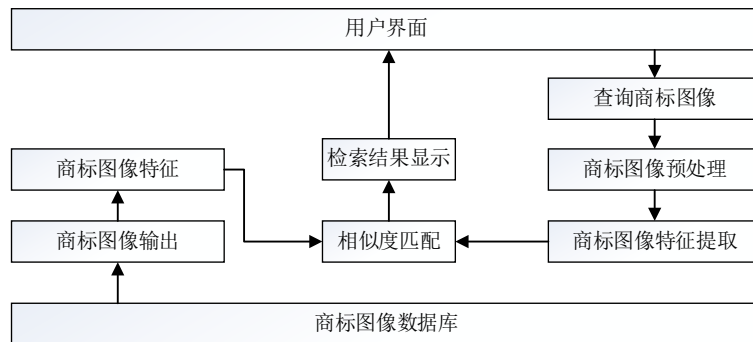 用户界面
查询商标图像
检索结果显示
商标图像特征
商标图像预处理
商标图像输出
相似度匹配
商标图像特征提取
商标图像数据库